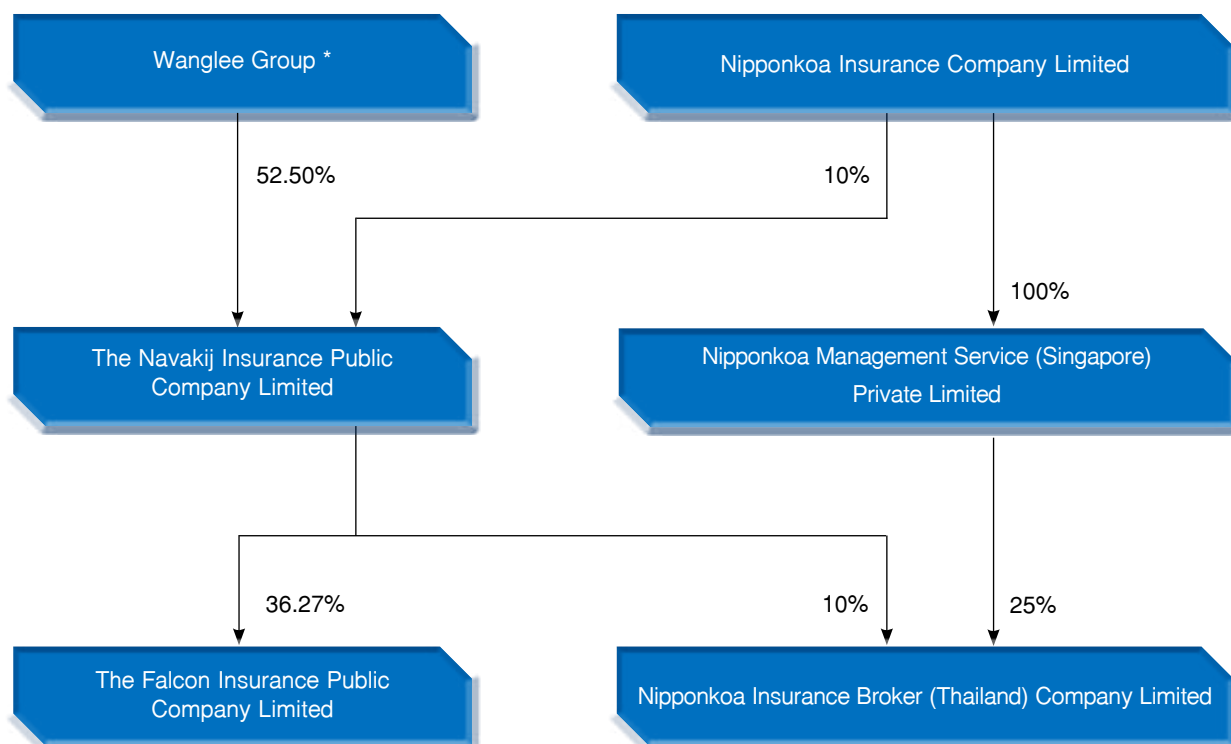 Wanglee Group *
Nipponkoa Insurance Company Limited
52.50%
10%
100%
The Navakij Insurance Public
Company Limited
Nipponkoa Management Service (Singapore)
Private Limited
36.27%
10%
25%
The Falcon Insurance Public
Company Limited
Nipponkoa Insurance Broker (Thailand) Company Limited